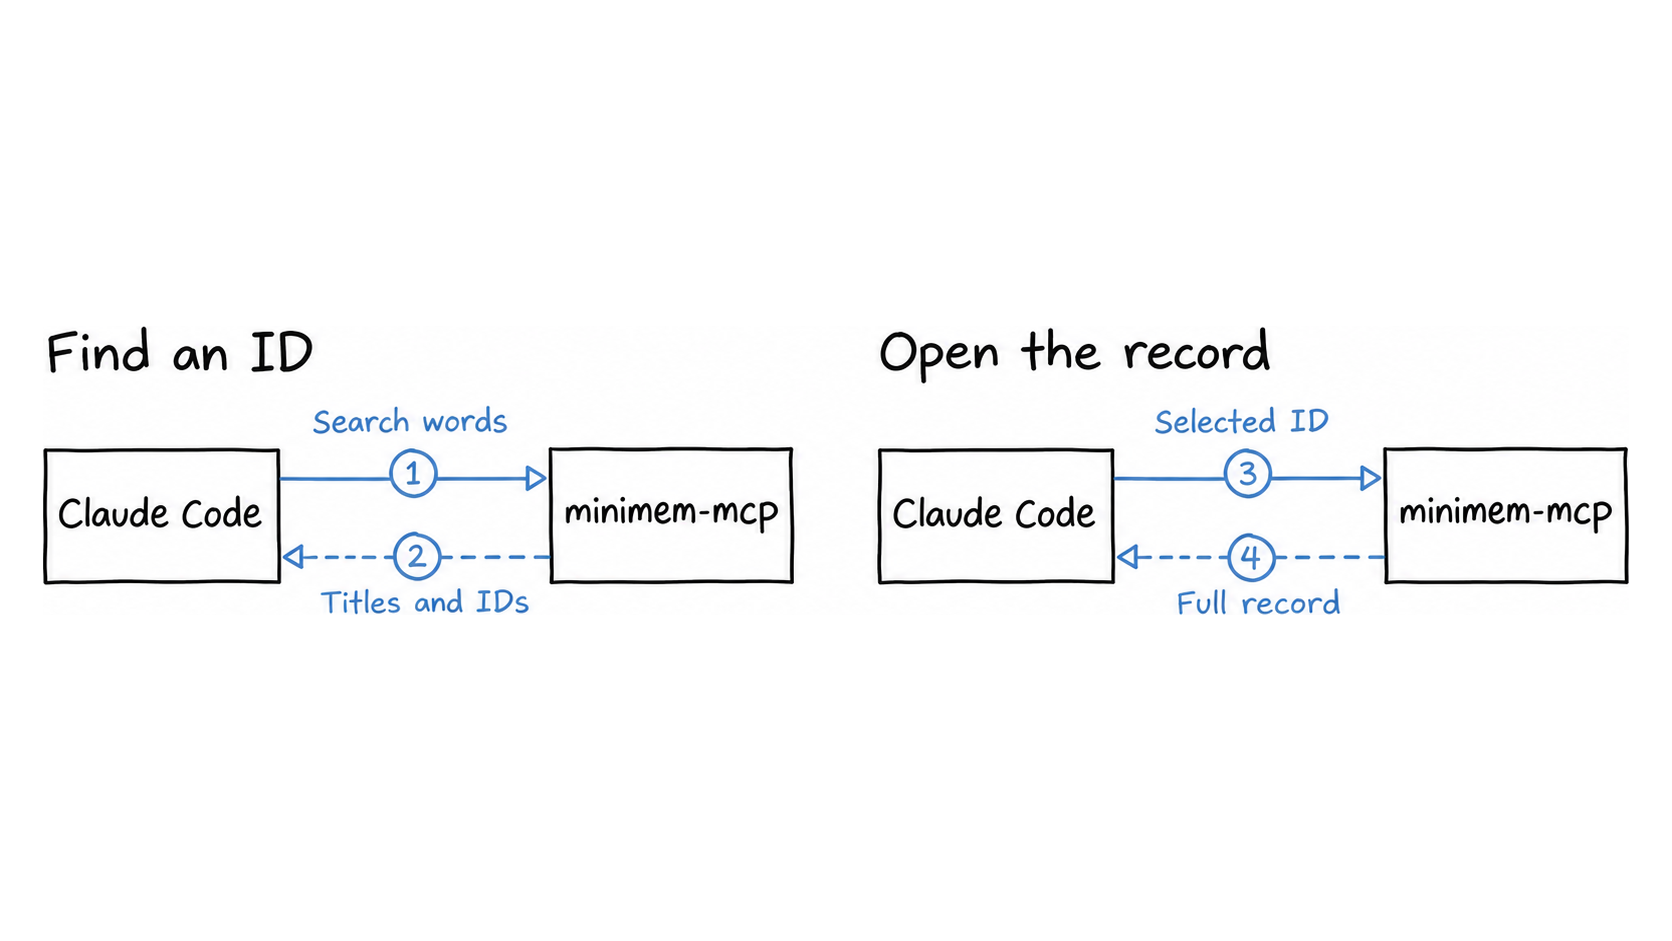 Find an ID
Search words
1
Claude Code
minimem-mcp
2
Titles and IDs
Open the record
Selected ID
3
Claude Code
minimem-mcp
4
Full record